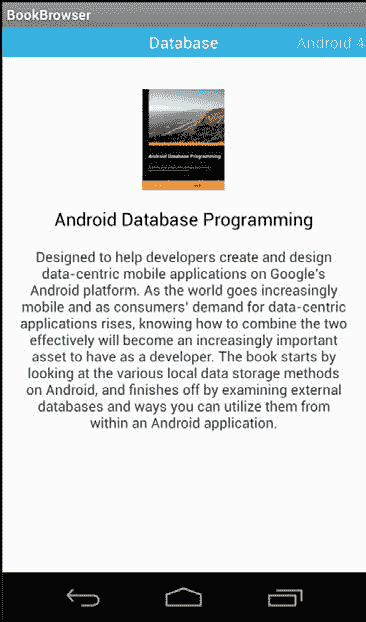 BookBrowser
Database
Android 4
Android Database Programming
Android Database Programming
Designed to help developers create and design
data-centric mobile applications on Google's
Android platform. As the world goes increasingly
mobile and as consumers' demand for data-centric
applications rises, knowing how to combine the two
effectively will become an increasingly important
asset to have as a developer. The book starts by
looking at the various local data storage methods
on Android, and finishes off by examining external
databases and ways you can utilize them from
within an Android application.